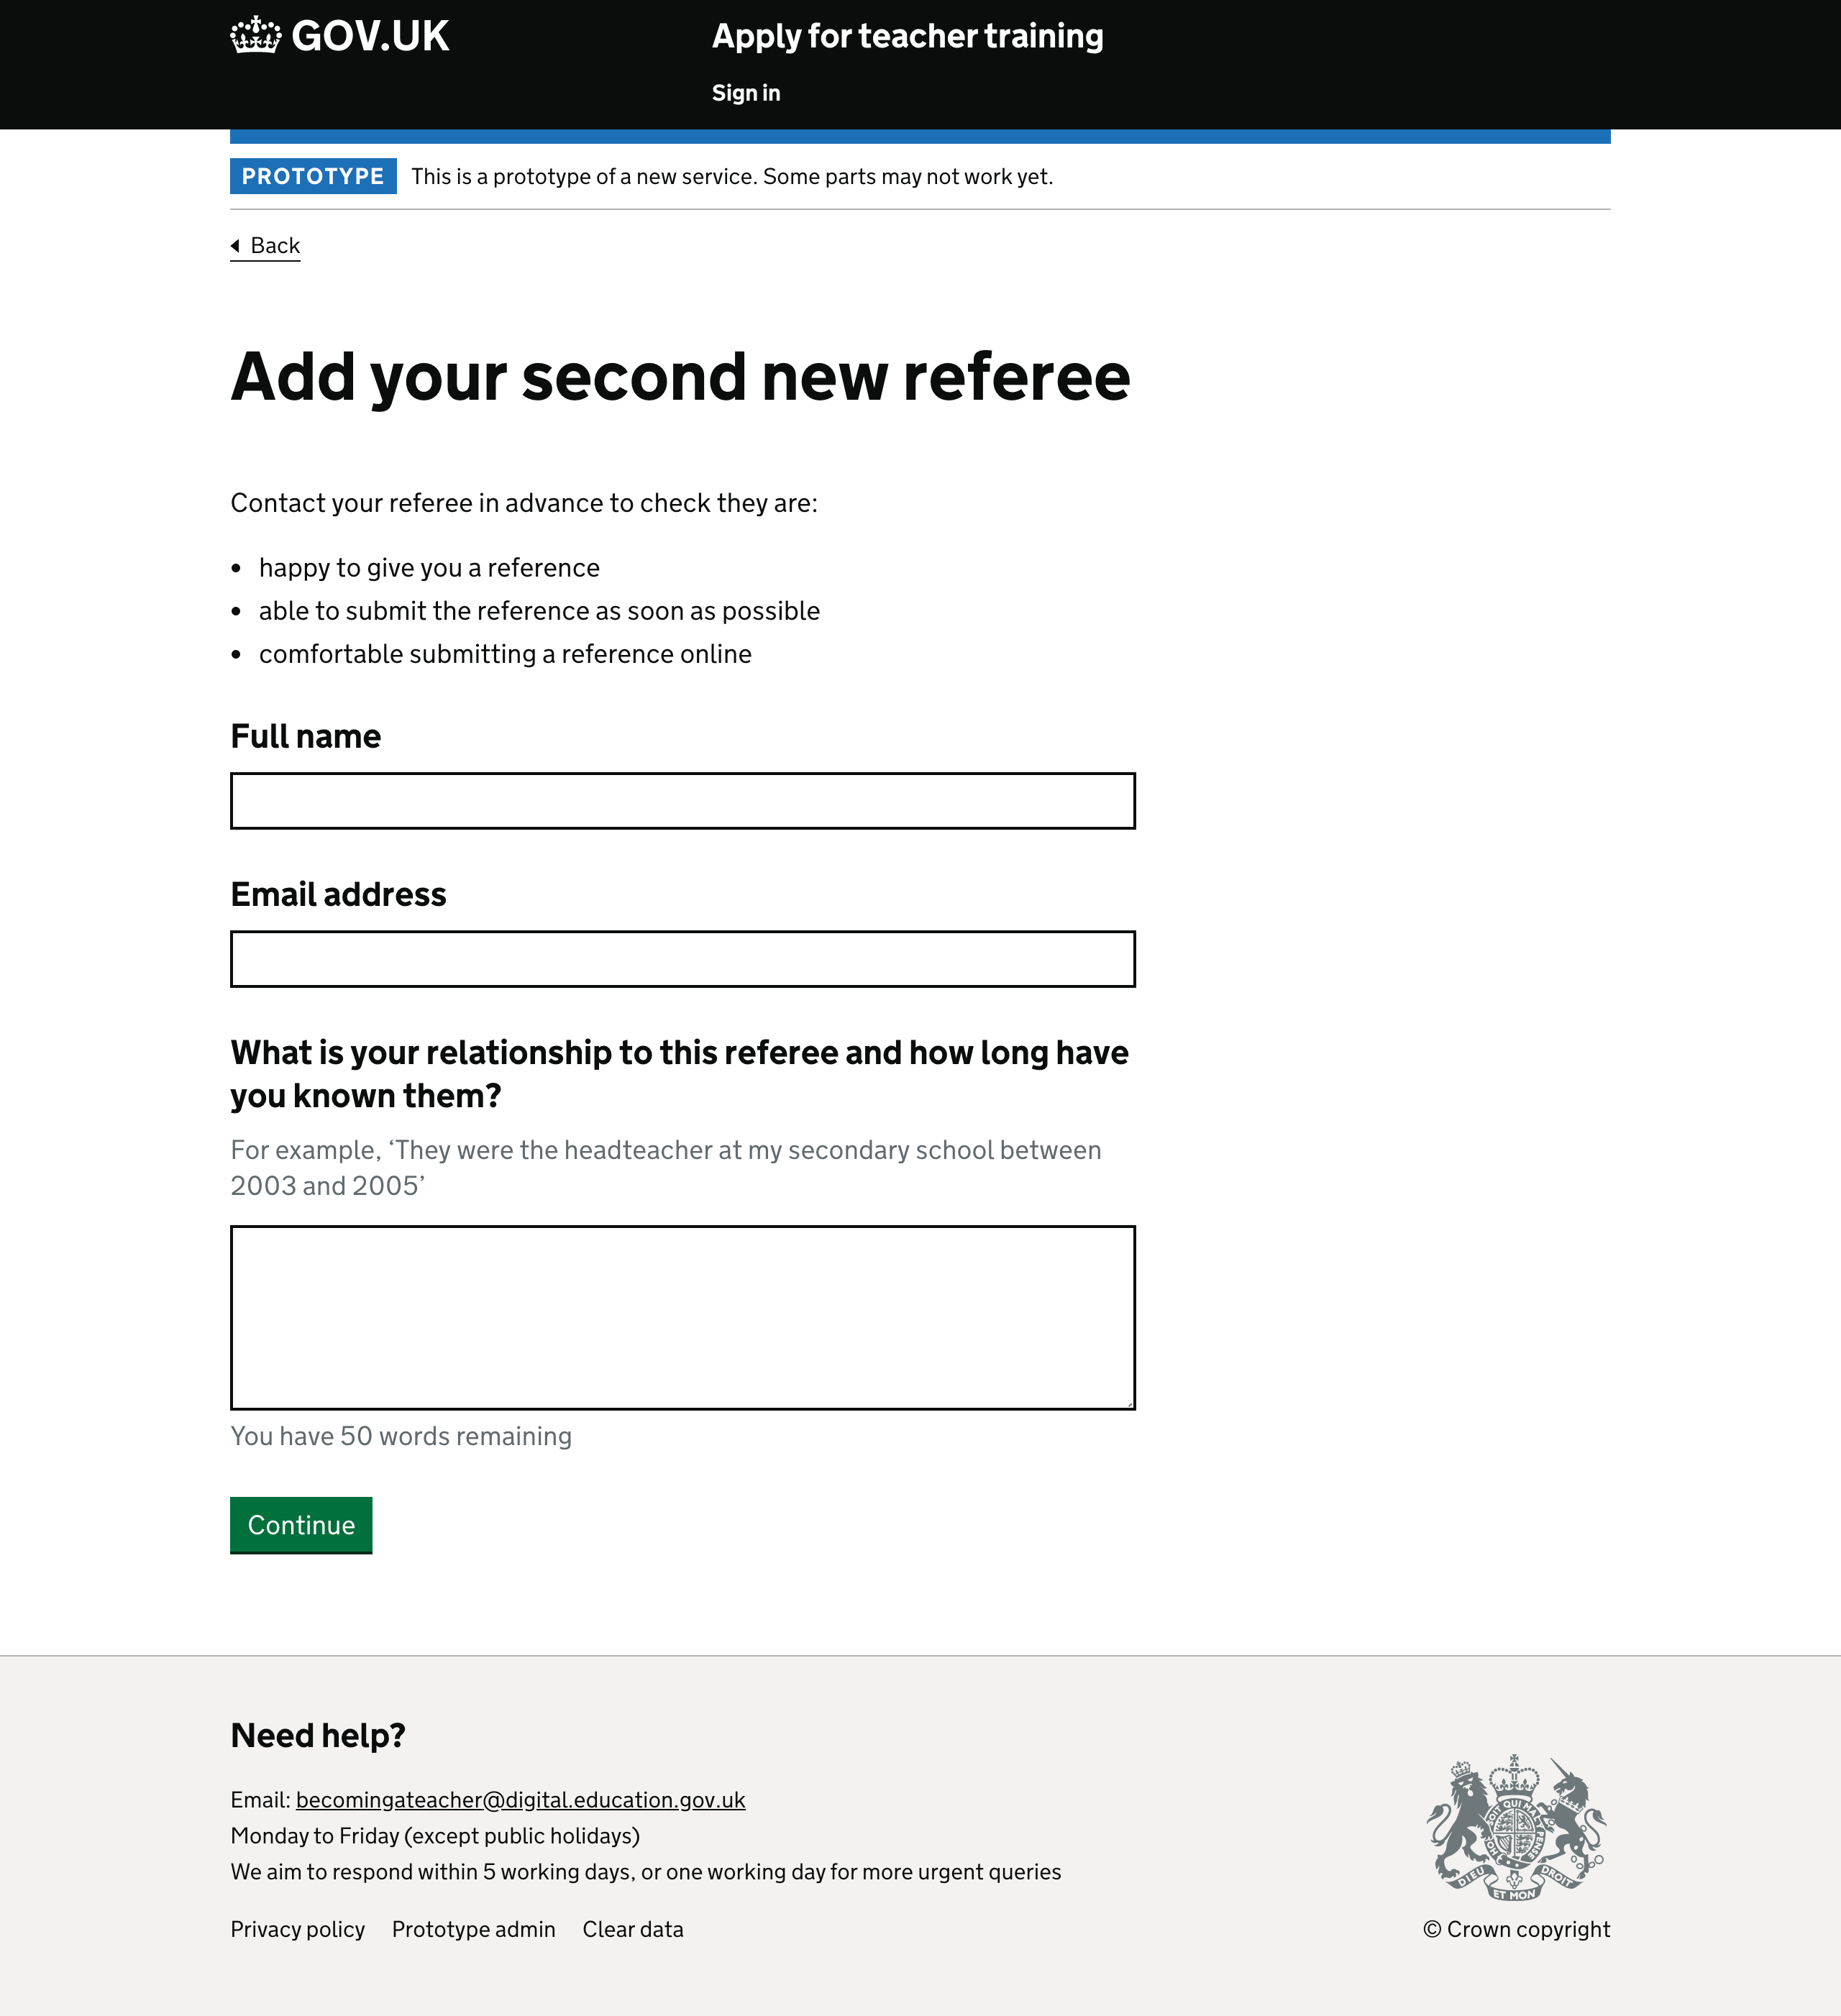 GOV.UK
Apply for teacher training
Sign in
PROTOTYPE This is a prototype of a new service. Some parts may not work yet.
Back
Add your second new referee
Contact your referee in advance to check they are:
• happy to give you a reference
• able to submit the reference as soon as possible
• comfortable submitting a reference online
Full name
Email address
What is your relationship to this referee and how long have
you known them?
For example, ‘They were the headteacher at my secondary school between
2003 and 2005’
You have 50 words remaining
Continue
Need help?
Email: becomingateacher@digital.education.gov.uk
Monday to Friday (except public holidays)
We aim to respond within 5 working days, or one working day for more urgent queries
Privacy policy Prototype admin Clear data
DIEU ET MON DROIT
© Crown copyright